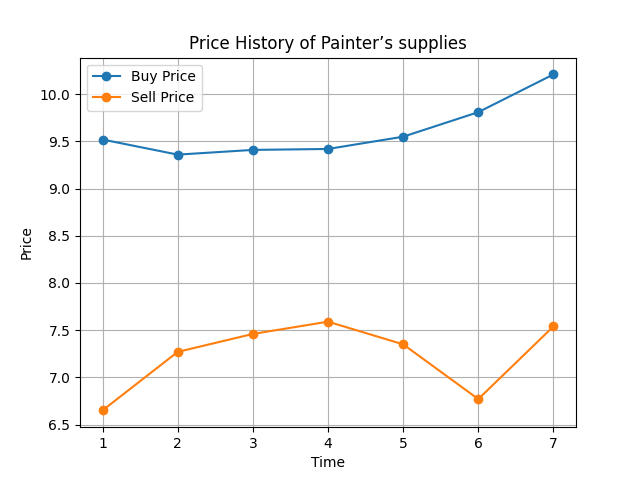 Price History of Painter’s supplies
Buy Price
Sell Price
Price
10.0
9.5
9.0
8.5
8.0
7.5
7.0
6.5
1 2 3 4 5 6 7
Time